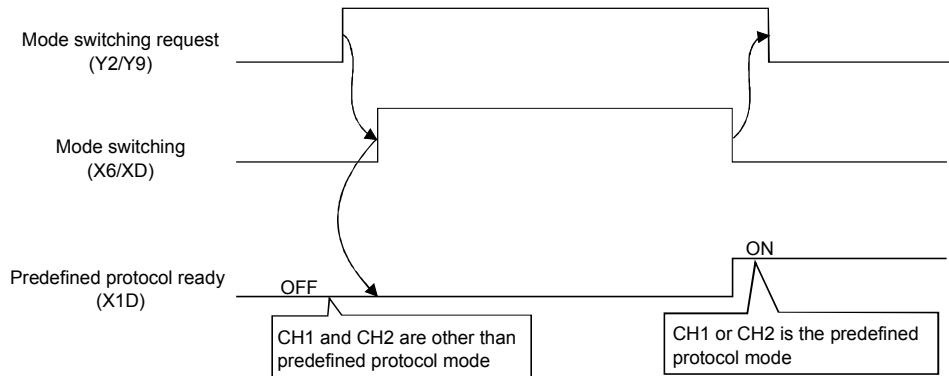 Mode switching request
(Y2/Y9)
Mode switching
(X6/XD)
Predefined protocol ready
(X1D)
OFF
ON
CH1 and CH2 are other than
predefined protocol mode
CH1 or CH2 is the predefined
protocol mode